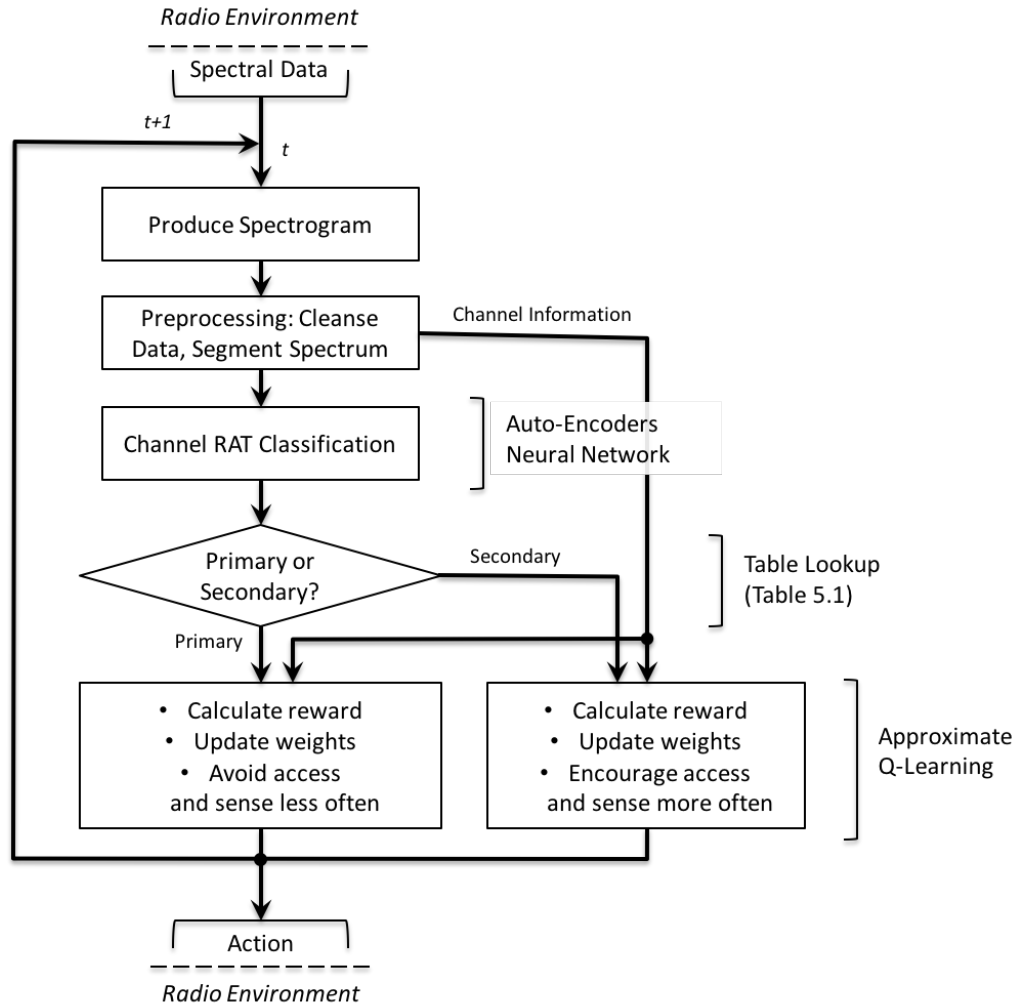 Radio Environment
Spectral Data
t+1
t
Produce Spectrogram
Preprocessing: Cleanse
Data, Segment Spectrum
Channel Information
Channel RAT Classification
Auto-Encoders
Neural Network
Primary or
Secondary?
Secondary
Primary
Table Lookup
(Table 5.1)
• Calculate reward
• Update weights
• Avoid access
and sense less often
• Calculate reward
• Update weights
• Encourage access
and sense more often
Approximate
Q-Learning
Action
Radio Environment